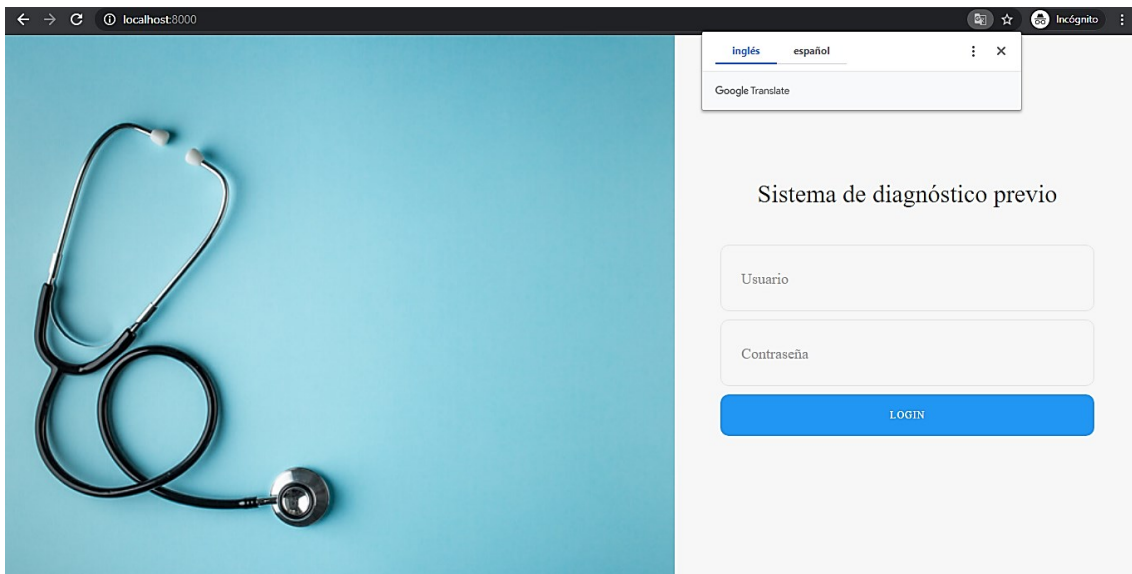 localhost:8000
Incógnito
inglés español
Google Translate
Sistema de diagnóstico previo
Usuario
Contraseña
LOGIN